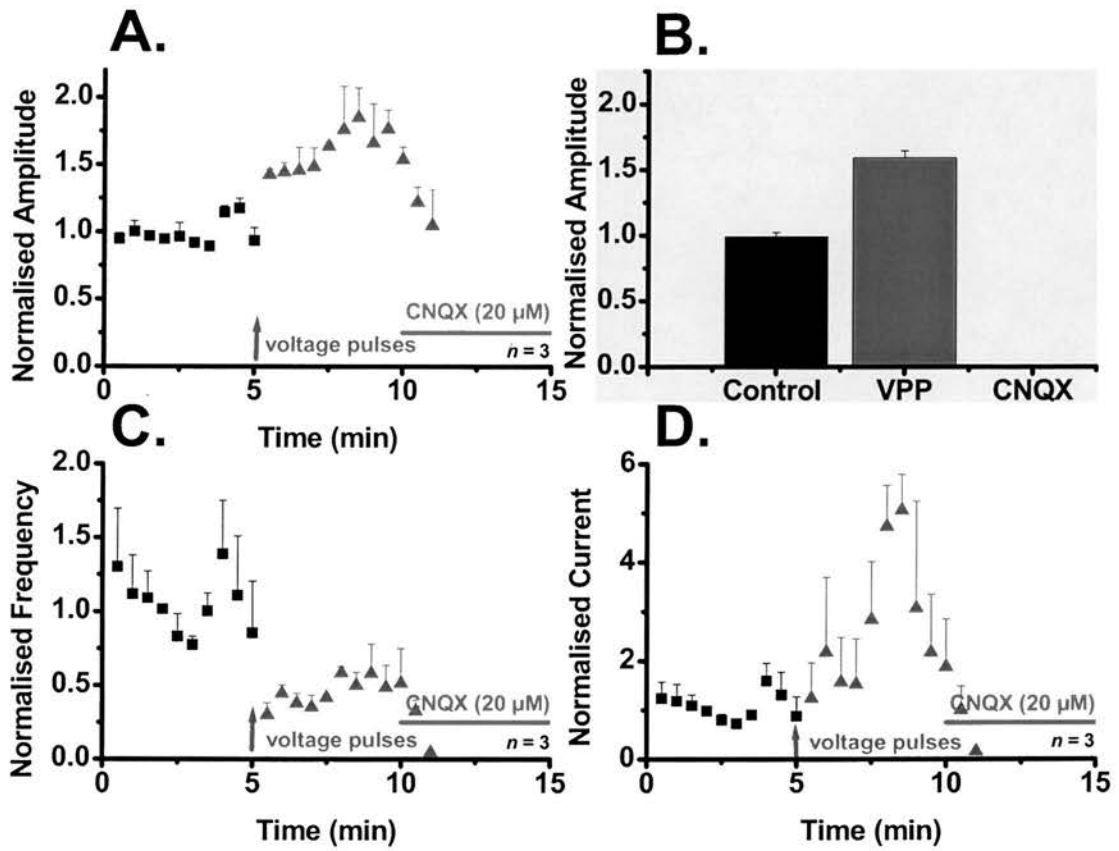 A.
Normalised Amplitude
2.0
1.5
1.0
0.5
0.0
CNQX (20 µM)
voltage pulses
n = 3
0 5 10 15
Time (min)
B.
Normalised Amplitude
2.0
1.5
1.0
0.5
0.0
Control VPP CNQX
C.
Normalised Frequency
2.0
1.5
1.0
0.5
0.0
CNQX (20 µM)
voltage pulses
n = 3
0 5 10 15
Time (min)
D.
Normalised Current
6
4
2
0
CNQX (20 µM)
voltage pulses
n = 3
0 5 10 15
Time (min)